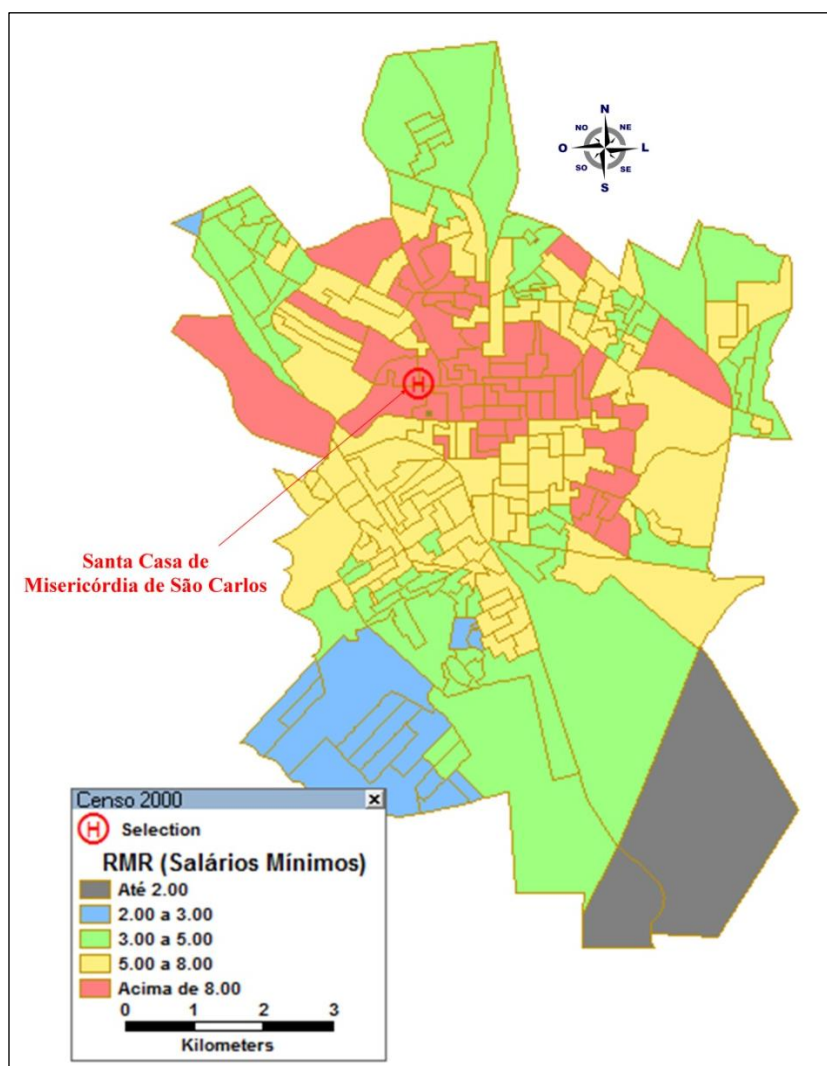 N
NO
NE
O
L
SO
SE
S
H
Santa Casa de
Misericórdia de São Carlos
Censo 2000
H Selection
RMR (Salários Mínimos)
Até 2.00
2.00 a 3.00
3.00 a 5.00
5.00 a 8.00
Acima de 8.00
0 1 2 3
Kilometers